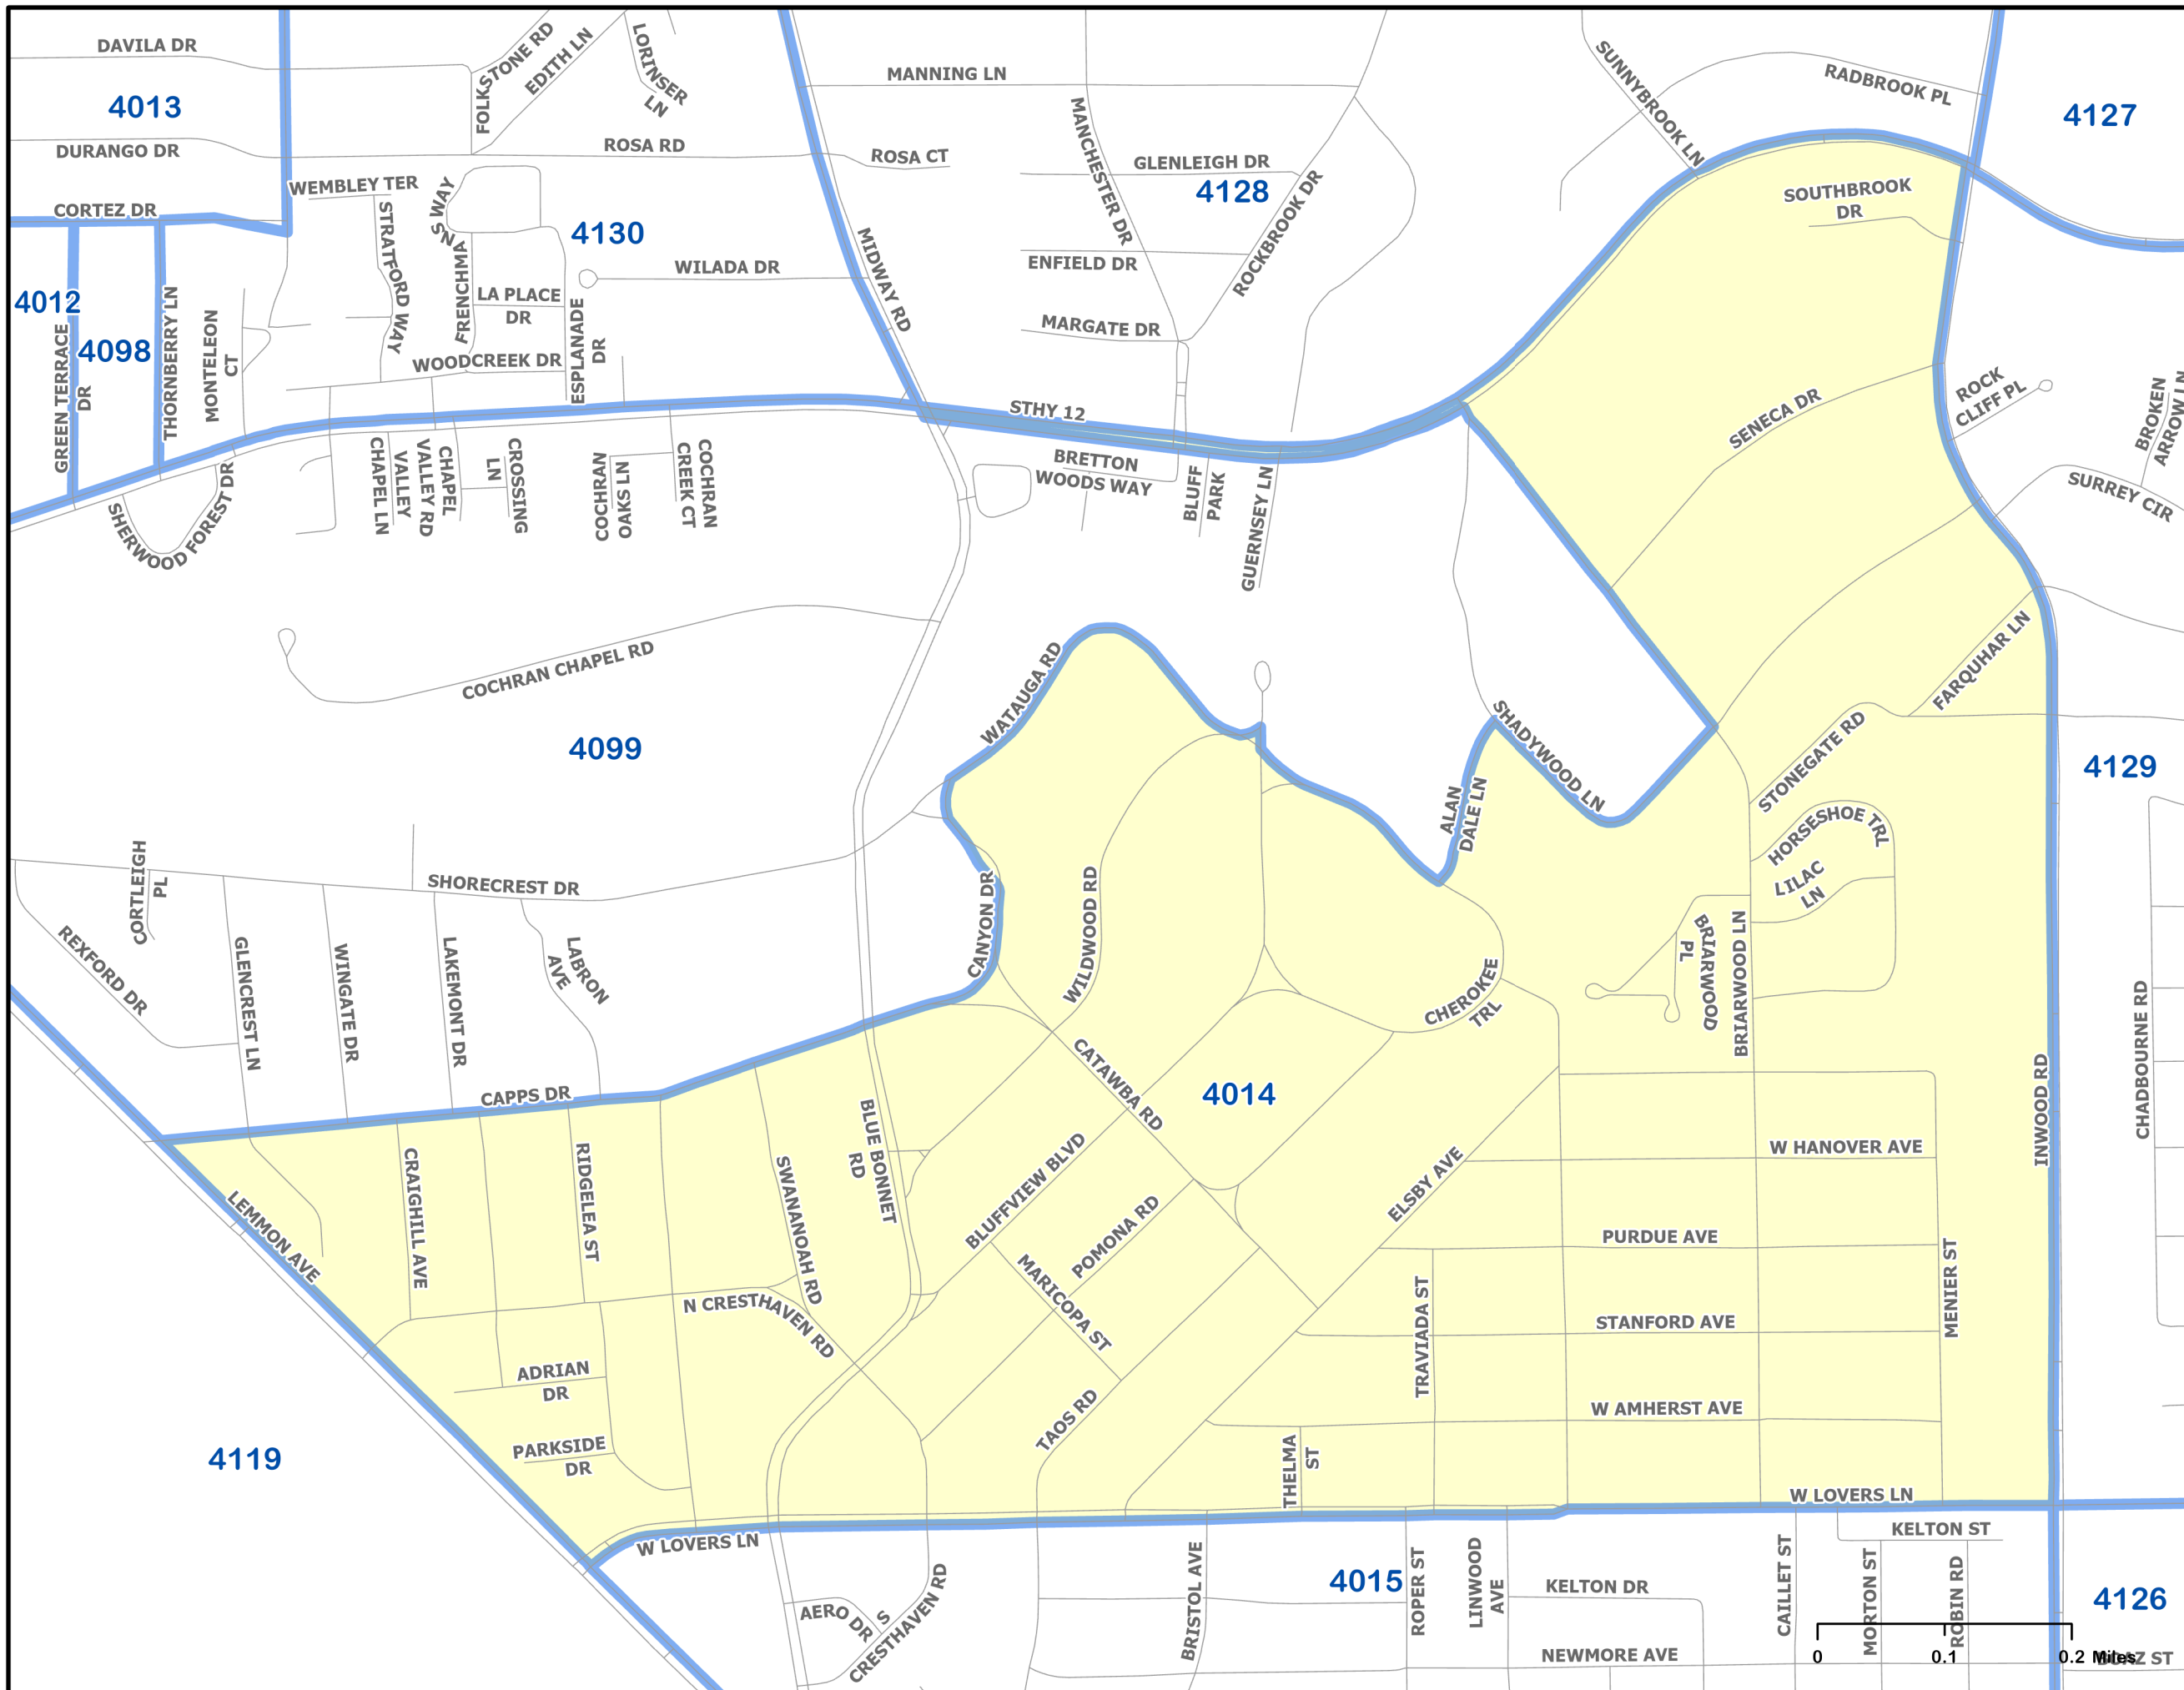 DAVILA DR
4013
DURANGO DR
CORTEZ DR
4012
4098
GREEN TERRACE
DR
THORNBERRY LN
MONTELEON
CT
WEMBLEY TER
STRATFORD WAY
FOLKSTONE RD
EDITH LN
LORINSER
LN
ROSA RD
FRENCHMANS WAY
4130
WILADA DR
LA PLACE
DR
WOODCREEK DR
ESPLANADE
DR
MIDWAY RD
MANNING LN
ROSA CT
MANCHESTER DR
GLENLEIGH DR
4128
ROCKBROOK DR
ENFIELD DR
MARGATE DR
SUNNYBROOK LN
RADBROOK PL
4127
SOUTHBROOK
DR
STHY 12
BRETTON
WOODS WAY
BLUFF
PARK
GUERNSEY LN
SENECA DR
ROCK
CLIFF PL
BROKEN
ARROW LN
SURREY CIR
SHERWOOD FOREST DR
CHAPEL LN
VALLEY
VALLEY RD
CHAPEL
LN
CROSSING
COCHRAN
OAKS LN
CREEK CT
COCHRAN
COCHRAN CHAPEL RD
4099
WATAUGA RD
SHADYWOOD LN
ALAN
DALE LN
FARQUHAR LN
STONEGATE RD
4129
HORSESHOE TRL
LILAC
LN
CORTLEIGH
PL
SHORECREST DR
REXFORD DR
GLENCREST LN
WINGATE DR
LAKEMONT DR
LABRON
AVE
CANYON DR
WILDWOOD RD
CHEROKEE
TRL
BRIARWOOD
PL
BRIARWOOD LN
CHADBOURNE RD
INWOOD RD
CAPPS DR
CATAWBA RD
4014
BLUE BONNET
RD
CRAIGHILL AVE
RIDGELEA ST
SWANANOAH RD
BLUFFVIEW BLVD
POMONA RD
ELSBY AVE
W HANOVER AVE
LEMMON AVE
MARICOPA ST
PURDUE AVE
N CRESTHAVEN RD
TRAVIADA ST
STANFORD AVE
MENIER ST
ADRIAN
DR
TAOS RD
W AMHERST AVE
4119
PARKSIDE
DR
THELMA
ST
W LOVERS LN
W LOVERS LN
KELTON ST
AERO DR
S
CRESTHAVEN RD
BRISTOL AVE
4015
ROPER ST
LINWOOD
AVE
KELTON DR
NEWMORE AVE
CAILLET ST
MORTON ST
ROBIN RD
4126
0 0.1 0.2 Miles
BOAZ ST